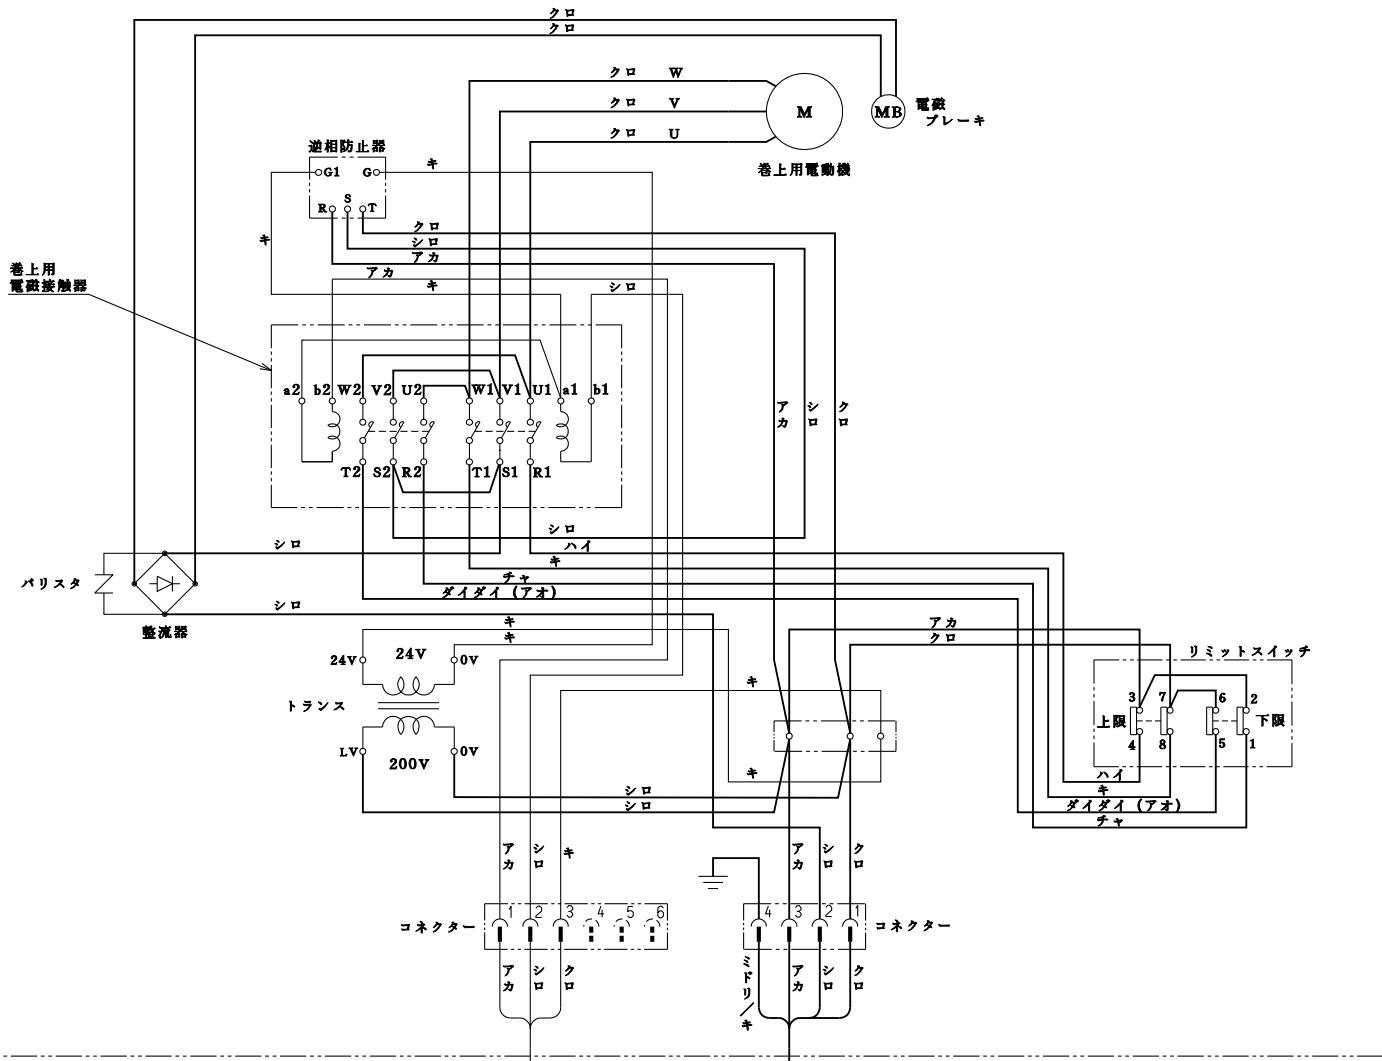 クロ
クロ
クロ W
クロ V
クロ U
M
MB
電磁
ブレーキ
巻上用電動機
逆相防止器
G1 G
R S T
キ
キ
クロ
シロ
アカ
アカ
キ
シロ
巻上用
電磁接触器
a2 b2 W2 V2 U2 W1 V1 U1 a1 b1
T2 S2 R2 T1 S1 R1
アカ
シロ
クロ
シロ
シロ
ハイ
キ
チャ
ダイダイ(アオ)
シロ
バリスタ
整流器
キ
キ
24V 24V 0V
トランス
LV 200V 0V
アカ
クロ
リミットスイッチ
3 7 6 2
上限 下限
4 8 5 1
キ
キ
シロ
シロ
ハイ
キ
ダイダイ(アオ)
チャ
アカ
シロ
キ
アカ
シロ
クロ
コネクター
1 2 3 4 5 6
4 3 2 1
コネクター
アカ
シロ
クロ
ミドリ/キ
アカ
シロ
クロ